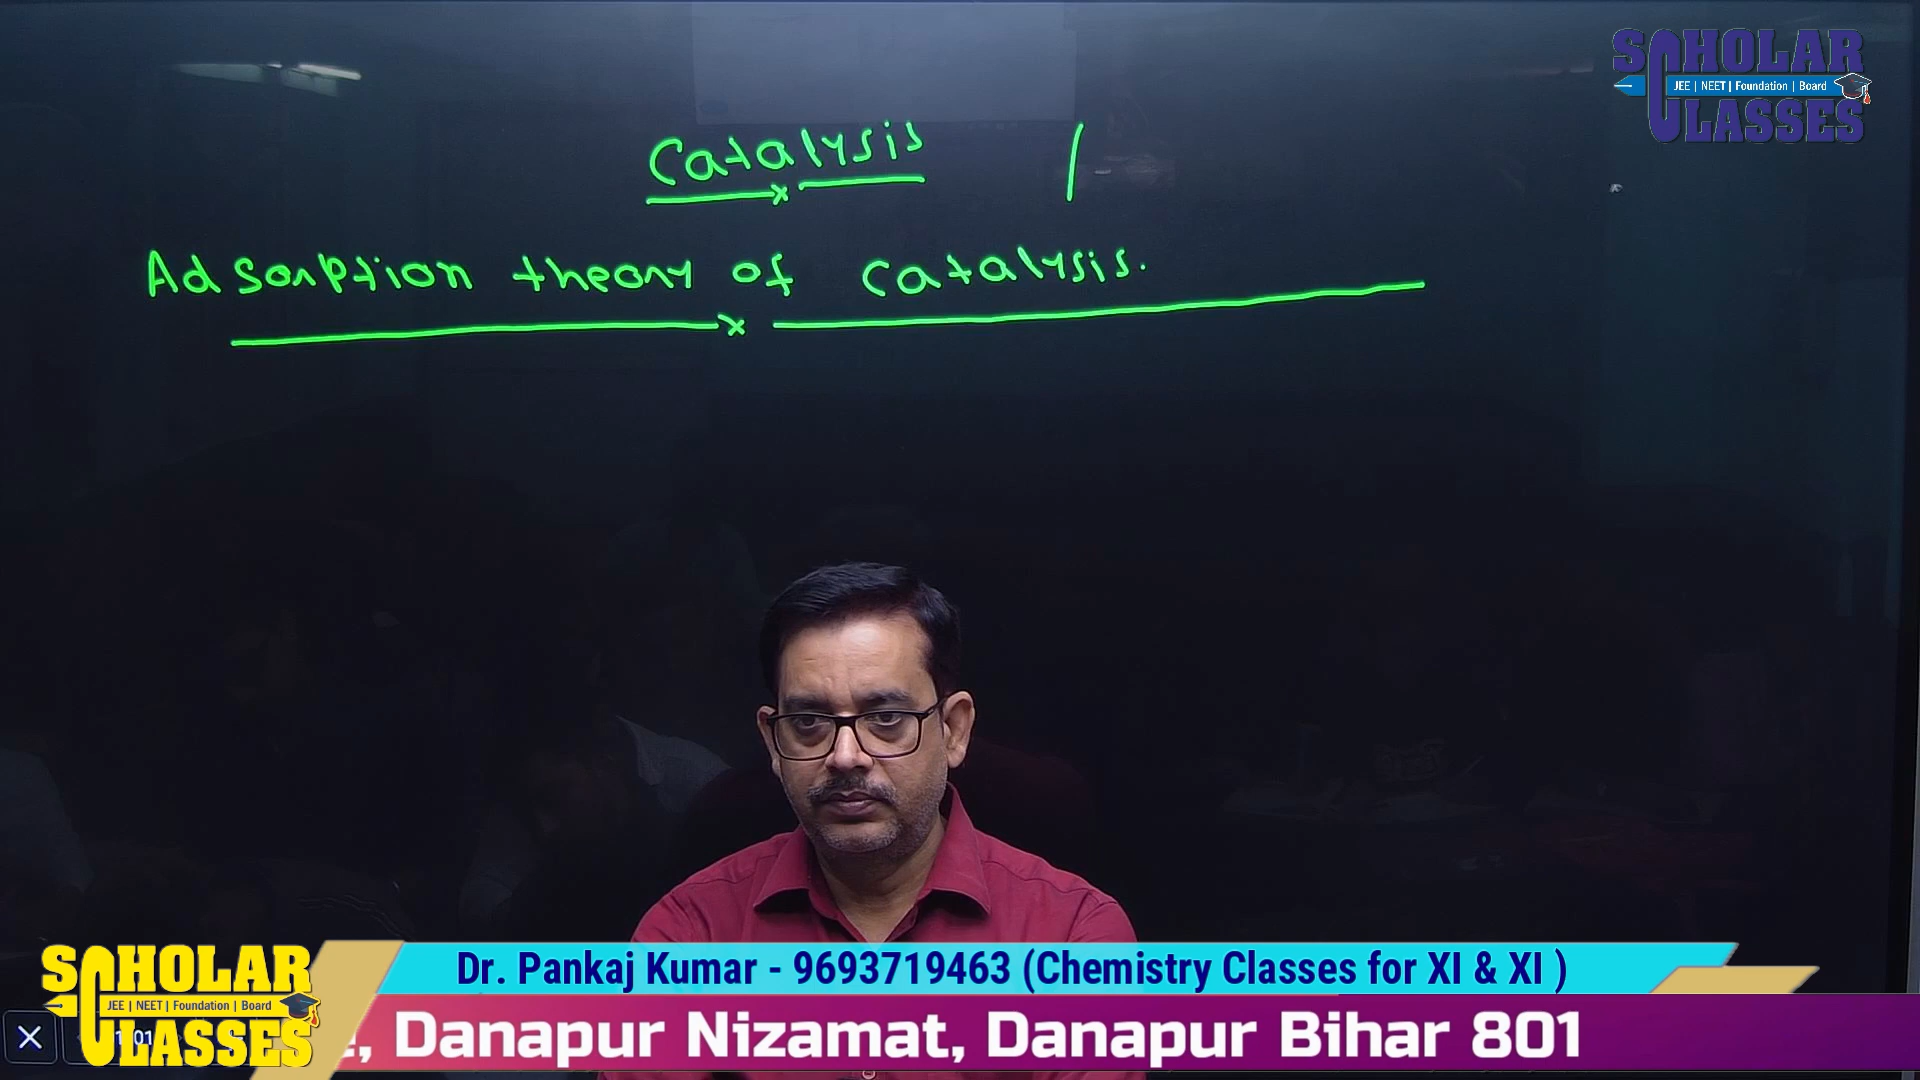 SCHOLAR
JEE | NEET | Foundation | Board
CLASSES
Catalysis
Adsorption theory of catalysis.
SCHOLAR
JEE | NEET | Foundation | Board
CLASSES
Dr. Pankaj Kumar - 9693719463 (Chemistry Classes for XI & XI )
, Danapur Nizamat, Danapur Bihar 801